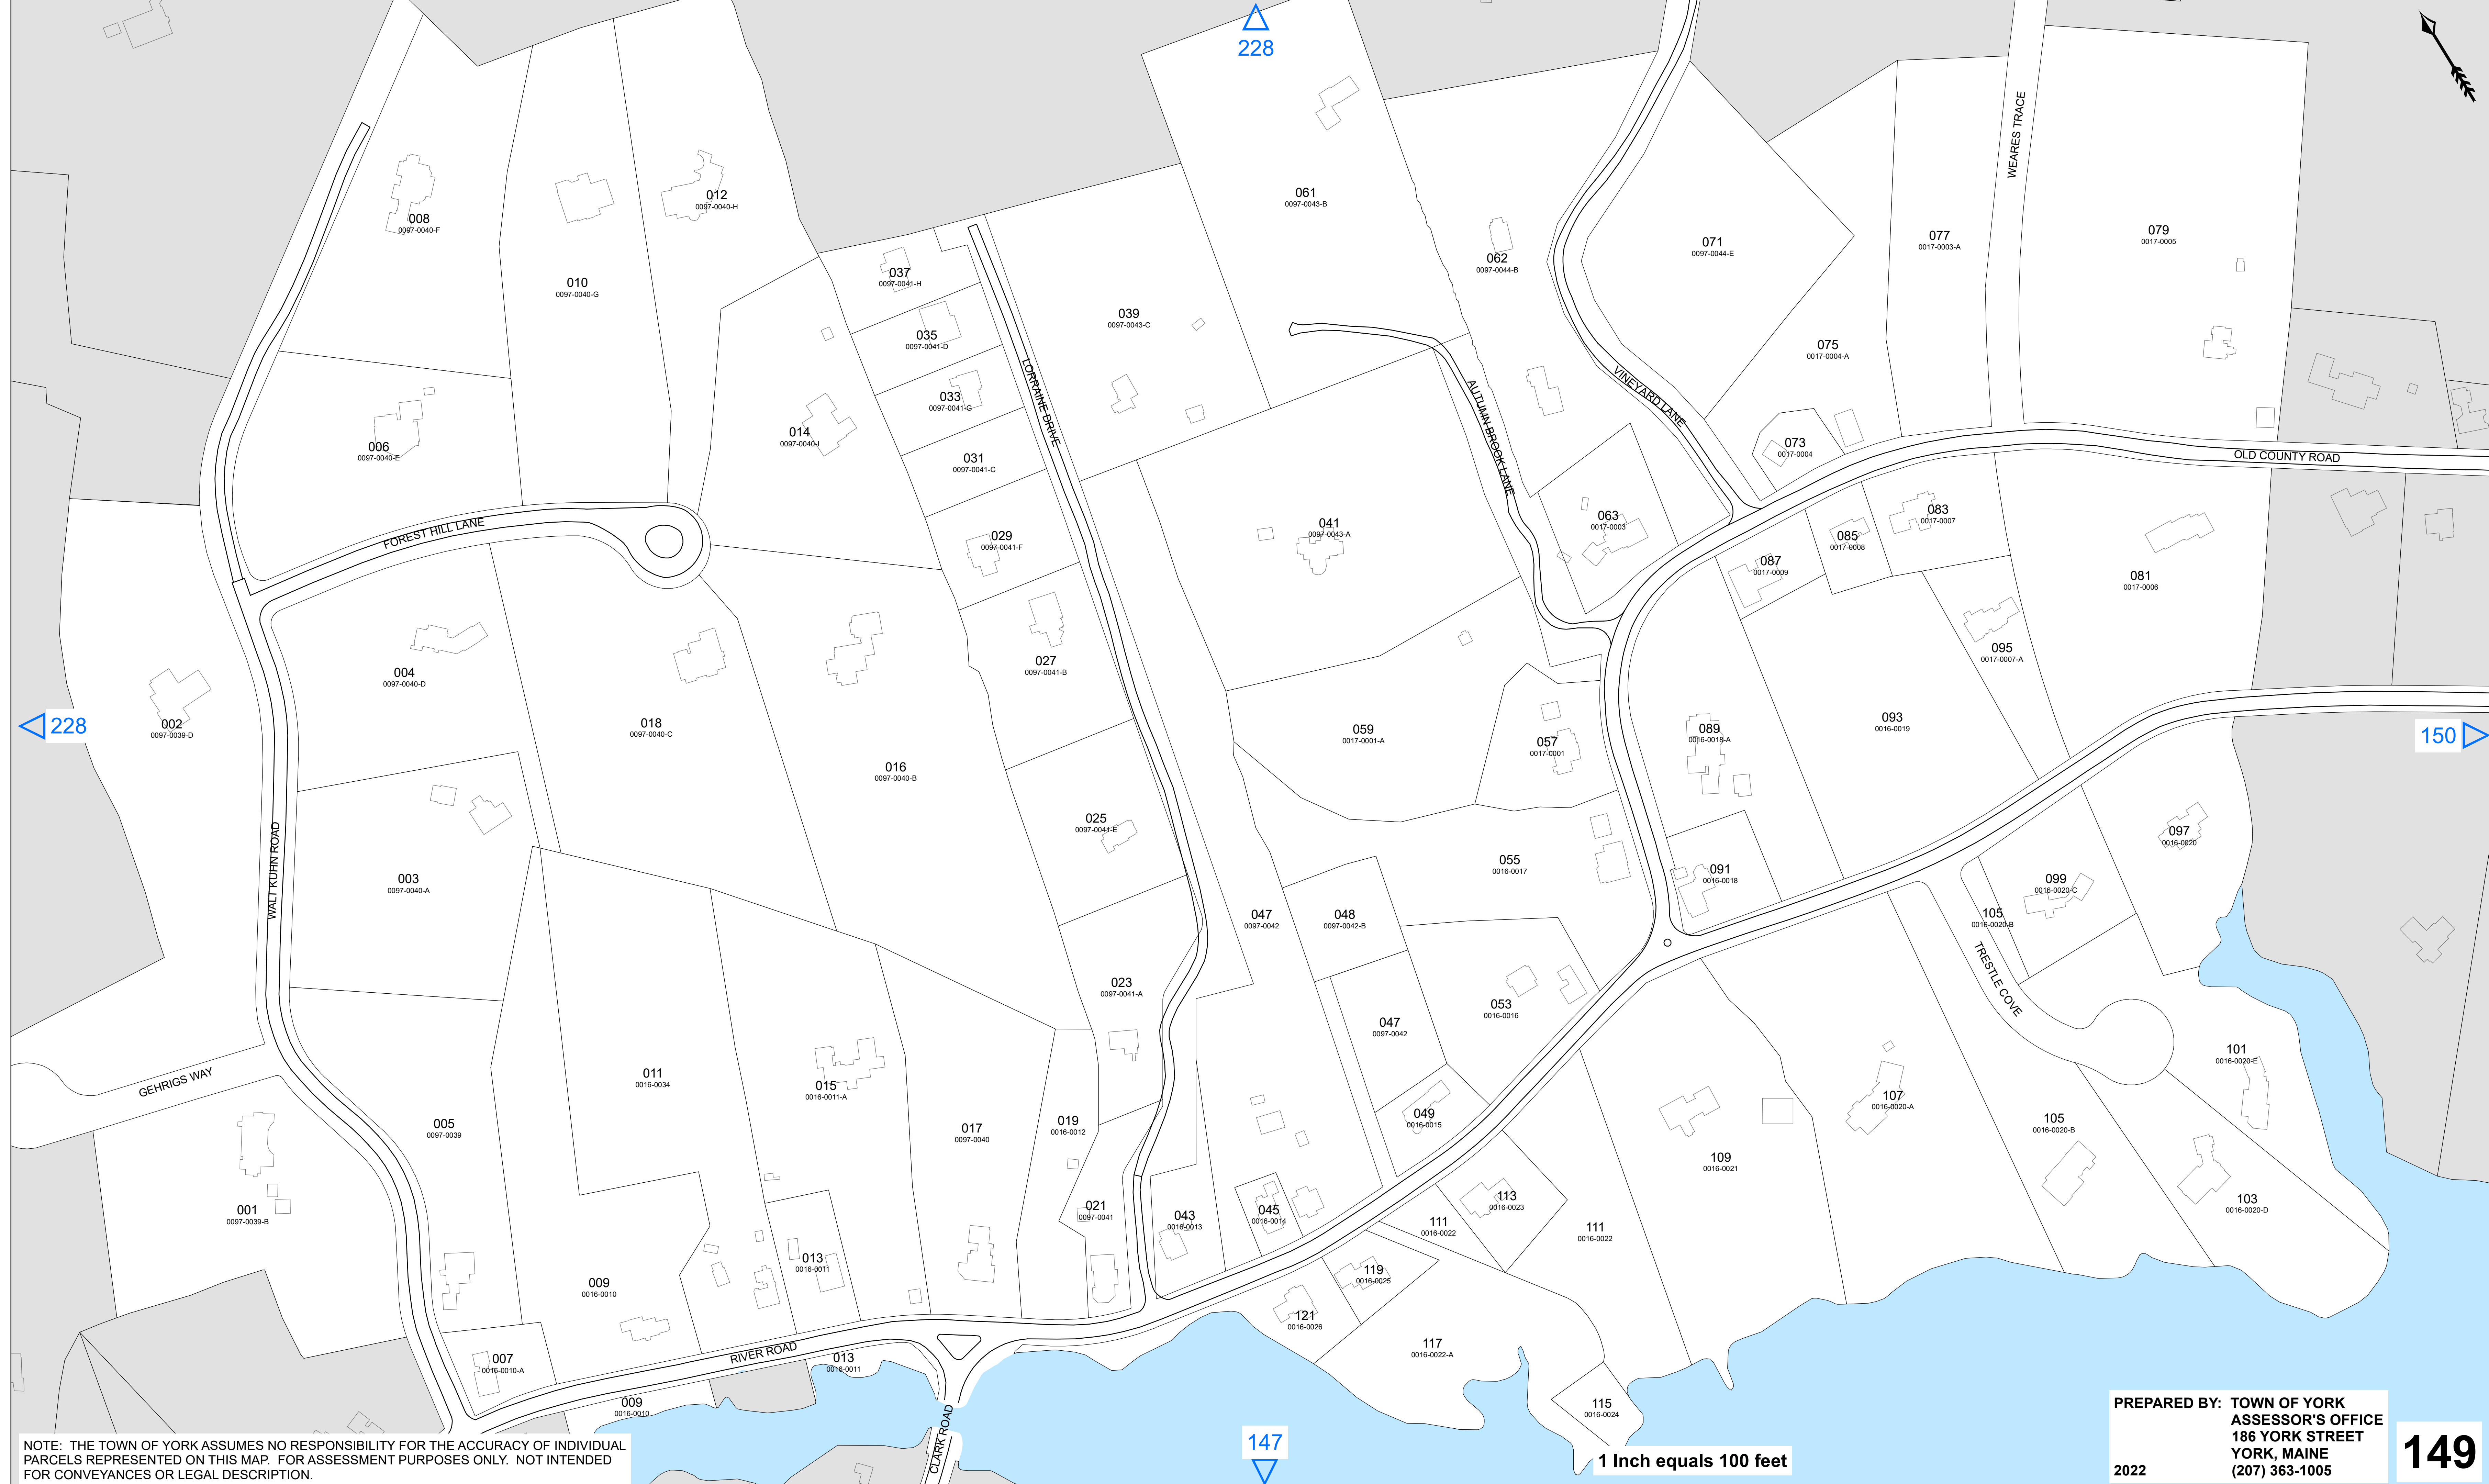 228
WEARES TRACE
061
0097-0043-B
012
0097-0040-H
008
0097-0040-F
079
0017-0005
077
0017-0003-A
071
0097-0044-E
062
0097-0044-B
037
0097-0041-H
010
0097-0040-G
039
0097-0043-C
035
0097-0041-D
075
0017-0004-A
033
0097-0041-G
LORRAINE DRIVE
VINEYARD LANE
AUTUMN BROOK LANE
014
0097-0040-I
006
0097-0040-E
073
0017-0004
OLD COUNTY ROAD
031
0097-0041-C
083
0017-0007
063
0017-0003
041
0097-0043-A
FOREST HILL LANE
029
0097-0041-F
085
0017-0008
087
0017-0009
081
0017-0006
027
0097-0041-B
095
0017-0007-A
004
0097-0040-D
228
002
0097-0039-D
018
0097-0040-C
059
0017-0001-A
057
0017-0001
089
0016-0018-A
093
0016-0019
150
016
0097-0040-B
025
0097-0041-E
WALT KUHN ROAD
055
0016-0017
097
0016-0020
003
0097-0040-A
091
0016-0018
099
0016-0020-C
047
0097-0042
048
0097-0042-B
105
0016-0020-B
TRESTLE COVE
023
0097-0041-A
053
0016-0016
047
0097-0042
101
0016-0020-E
GEHRIGS WAY
011
0016-0034
015
0016-0011-A
107
0016-0020-A
049
0016-0015
005
0097-0039
017
0097-0040
019
0016-0012
105
0016-0020-B
109
0016-0021
001
0097-0039-B
021
0097-0041
043
0016-0013
045
0016-0014
113
0016-0023
111
0016-0022
111
0016-0022
103
0016-0020-D
013
0016-0011
009
0016-0010
119
0016-0025
121
0016-0026
117
0016-0022-A
RIVER ROAD
007
0016-0010-A
013
0016-0011
009
0016-0010
115
0016-0024
CLARK ROAD
147
NOTE: THE TOWN OF YORK ASSUMES NO RESPONSIBILITY FOR THE ACCURACY OF INDIVIDUAL
PARCELS REPRESENTED ON THIS MAP. FOR ASSESSMENT PURPOSES ONLY. NOT INTENDED
FOR CONVEYANCES OR LEGAL DESCRIPTION.
1 Inch equals 100 feet
PREPARED BY: TOWN OF YORK
ASSESSOR'S OFFICE
186 YORK STREET
YORK, MAINE
2022 (207) 363-1005
149